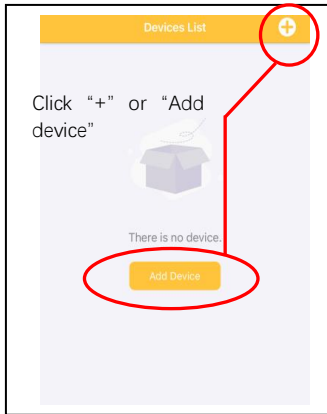 Devices List
Click “+” or “Add
device”
There is no device.
Add Device